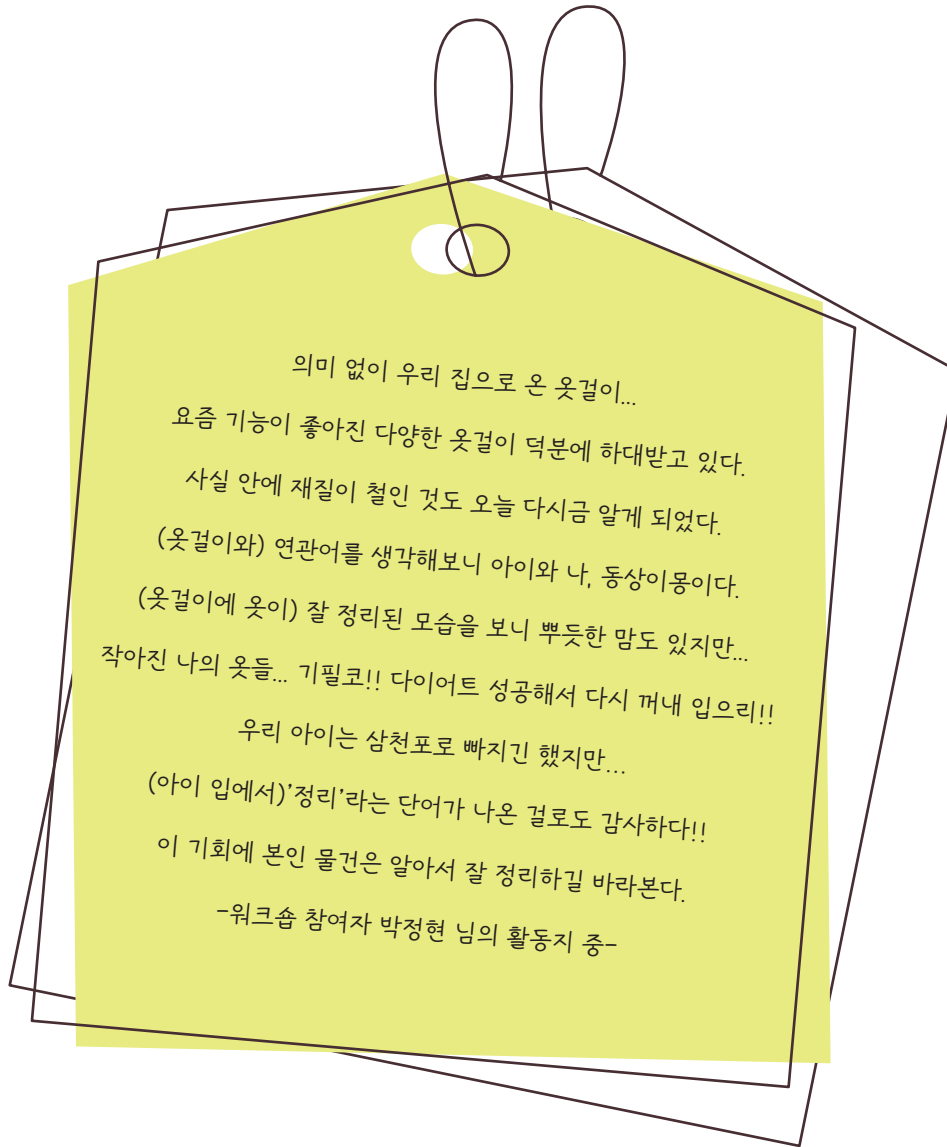 의미 없이 우리 집으로 온 옷걸이...
요즘 기능이 좋아진 다양한 옷걸이 덕분에 하대받고 있다.
사실 안에 재질이 철인 것도 오늘 다시금 알게 되었다.
(옷걸이와) 연관어를 생각해보니 아이와 나, 동상이몽이다.
(옷걸이에 옷이) 잘 정리된 모습을 보니 뿌듯한 맘도 있지만...
작아진 나의 옷들... 기필코!! 다이어트 성공해서 다시 꺼내 입으리!!
우리 아이는 삼천포로 빠지긴 했지만...
(아이 입에서)'정리'라는 단어가 나온 걸로도 감사하다!!
이 기회에 본인 물건은 알아서 잘 정리하길 바라본다.
-워크숍 참여자 박정현 님의 활동지 중-